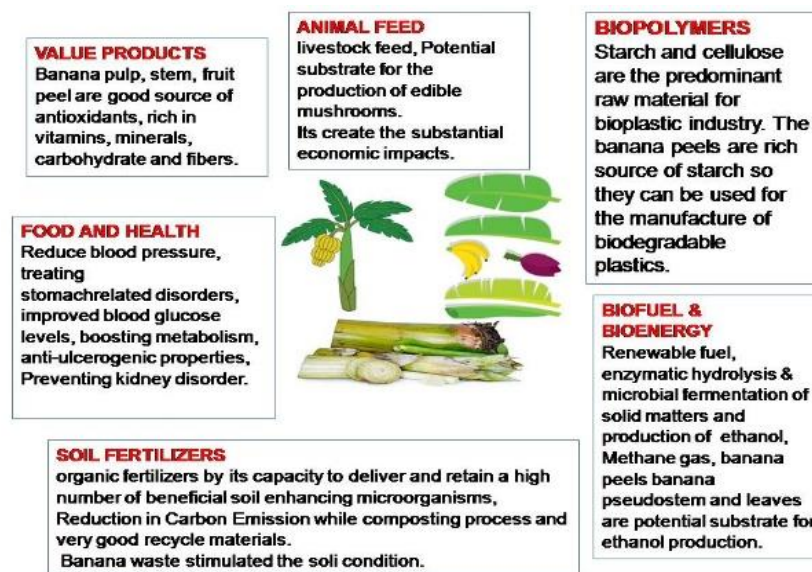 VALUE PRODUCTS
Banana pulp, stem, fruit
peel are good source of
antioxidants, rich in
vitamins, minerals,
carbohydrate and fibers.
ANIMAL FEED
livestock feed, Potential
substrate for the
production of edible
mushrooms.
Its create the substantial
economic impacts.
BIOPOLYMERS
Starch and cellulose
are the predominant
raw material for
bioplastic industry. The
banana peels are rich
source of starch so
they can be used for
the manufacture of
biodegradable
plastics.
FOOD AND HEALTH
Reduce blood pressure,
treating
stomachrelated disorders,
improved blood glucose
levels, boosting metabolism,
anti-ulcerogenic properties,
Preventing kidney disorder.
BIOFUEL &
BIOENERGY
Renewable fuel,
enzymatic hydrolysis &
microbial fermentation of
solid matters and
production of ethanol,
Methane gas, banana
peels banana
pseudostem and leaves
are potential substrate for
ethanol production.
SOIL FERTILIZERS
organic fertilizers by its capacity to deliver and retain a high
number of beneficial soil enhancing microorganisms,
Reduction in Carbon Emission while composting process and
very good recycle materials.
Banana waste stimulated the soli condition.